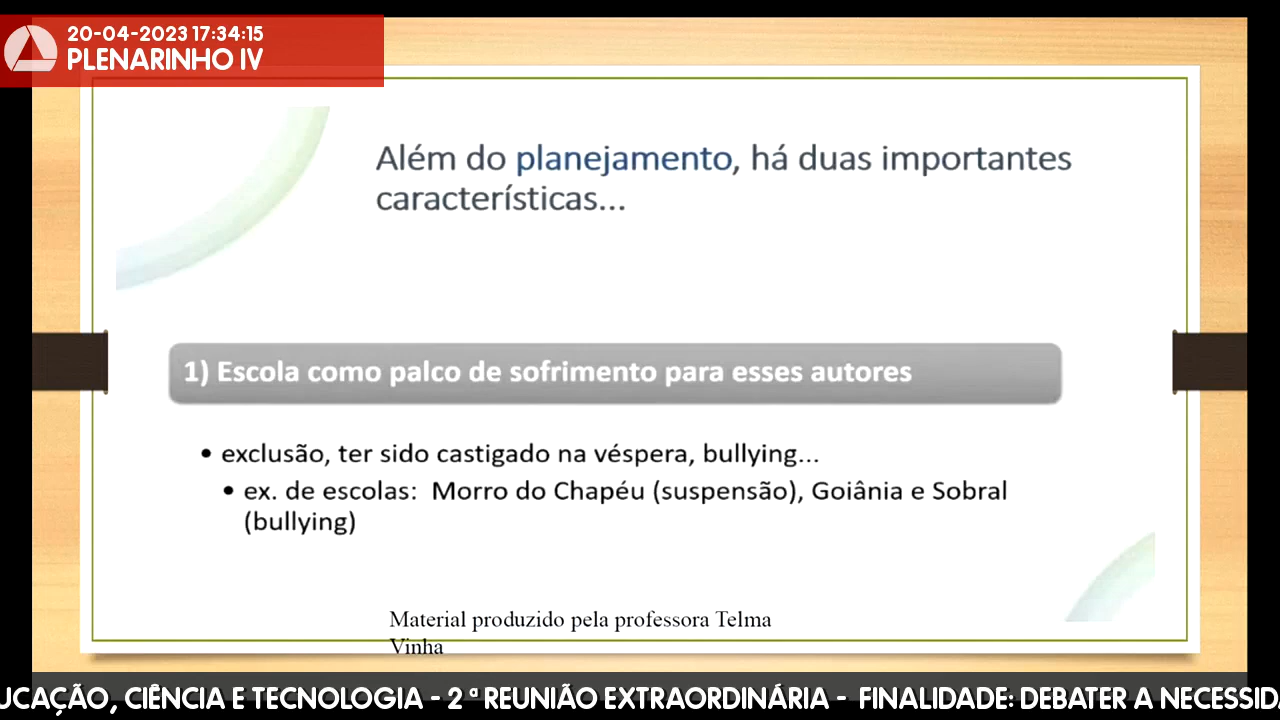 20-04-2023 17:34:15
PLENARINHO IV
Além do planejamento, há duas importantes
características...
1) Escola como palco de sofrimento para esses autores
• exclusão, ter sido castigado na véspera, bullying...
• ex. de escolas: Morro do Chapéu (suspensão), Goiânia e Sobral
(bullying)
Material produzido pela professora Telma
Vinha
UCAÇÃO, CIÊNCIA E TECNOLOGIA - 2 ª REUNIÃO EXTRAORDINÁRIA - FINALIDADE: DEBATER A NECESSID